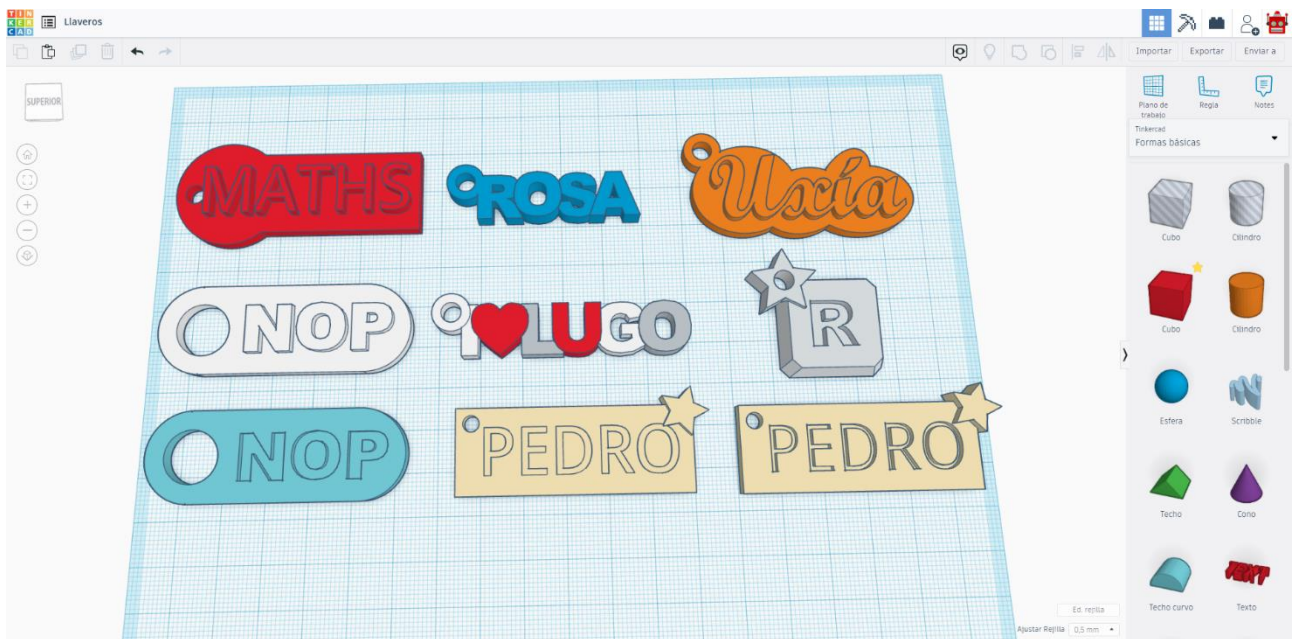 TIN
KER
CAD
Llaveros
Importar
Exportar
Enviar a
SUPERIOR
Plano de
trabajo
Regla
Notes
Tinkercad
Formas básicas
MATHS
ROSA
Uxía
NOP
I LUGO
R
NOP
PEDRO
PEDRO
Cubo
Cilindro
Cubo
Cilindro
Esfera
Scribble
Techo
Cono
Techo curvo
TEXT
Texto
Ed. rejilla
Ajustar Rejilla 0,5 mm